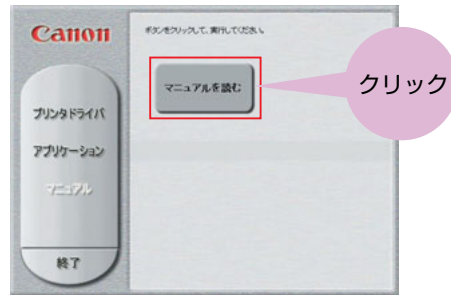 Canon
ボタンをクリックして、実行してください。
マニュアルを読む
クリック
プリンタドライバ
アプリケーション
マニュアル
終了